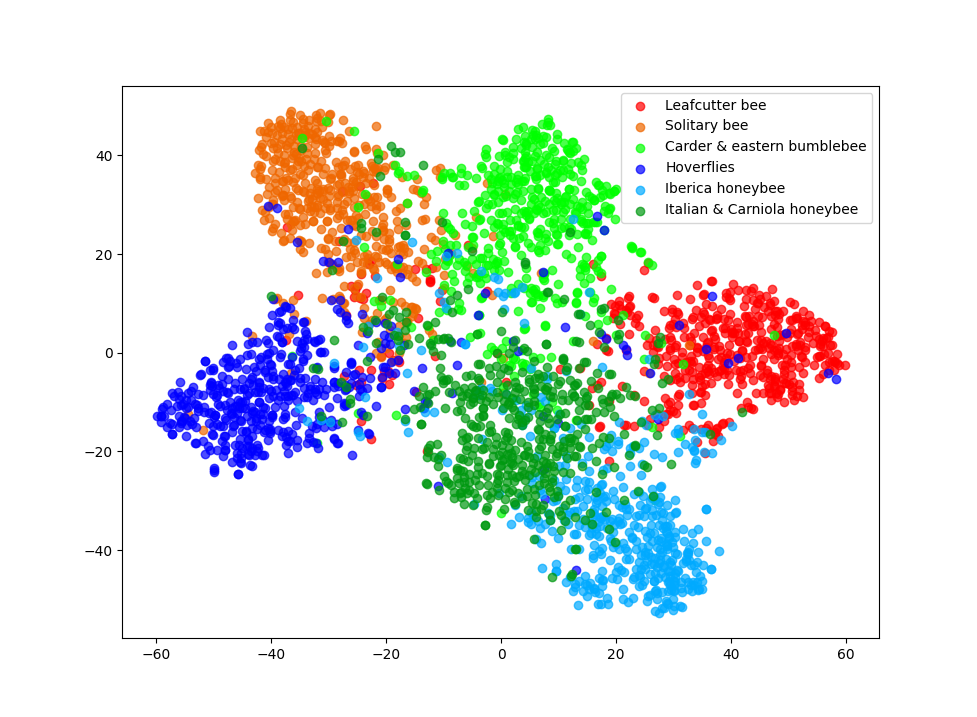 Leafcutter bee
Solitary bee
Carder & eastern bumblebee
Hoverflies
Iberica honeybee
Italian & Carniola honeybee
40
20
0
−20
−40
−60 −40 −20 0 20 40 60